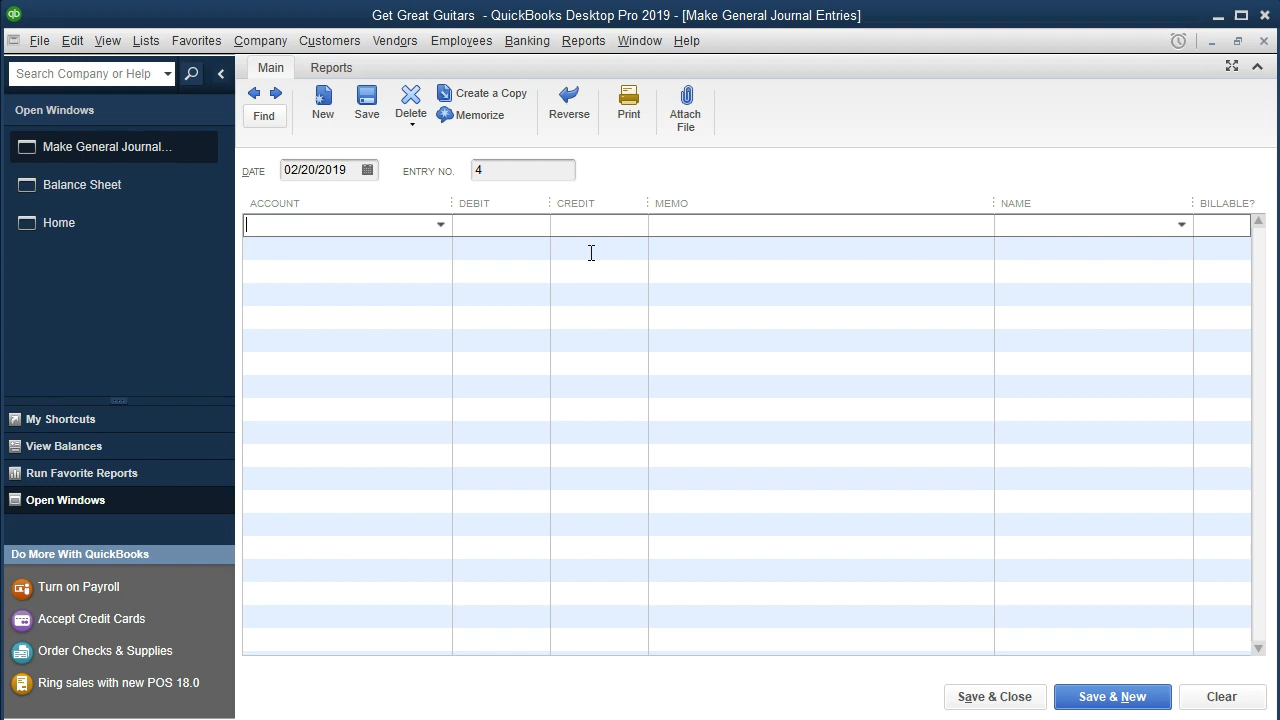 qb
Get Great Guitars - QuickBooks Desktop Pro 2019 - [Make General Journal Entries]
File Edit View Lists Favorites Company Customers Vendors Employees Banking Reports Window Help
Search Company or Help
Main Reports
Open Windows
Make General Journal...
Balance Sheet
Home
My Shortcuts
View Balances
Run Favorite Reports
Open Windows
Do More With QuickBooks
Turn on Payroll
Accept Credit Cards
Order Checks & Supplies
Ring sales with new POS 18.0
Find
New
Save
Delete
Create a Copy
Memorize
Reverse
Print
Attach
File
DATE 02/20/2019 ENTRY NO. 4
ACCOUNT DEBIT CREDIT MEMO NAME BILLABLE?
Save & Close Save & New Clear